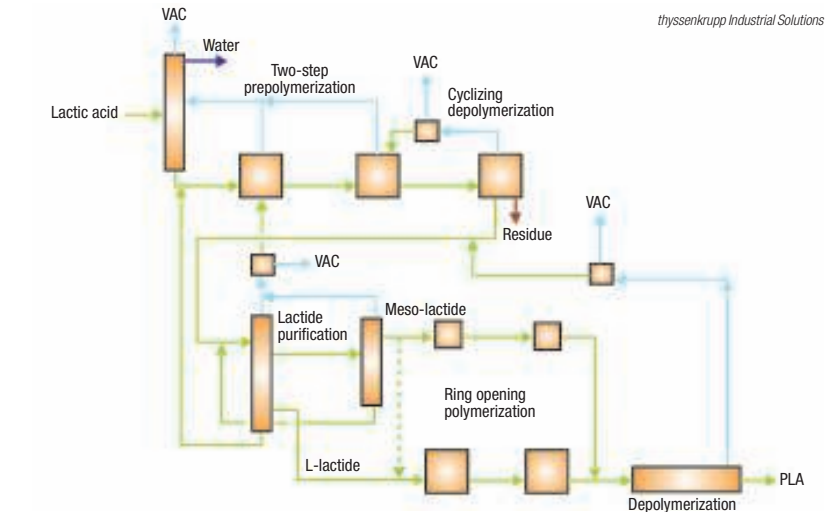 VAC
thyssenkrupp Industrial Solutions
Water
Two-step
prepolymerization
VAC
Cyclizing
depolymerization
Lactic acid
VAC
Residue
VAC
Lactide
purification
Meso-lactide
Ring opening
polymerization
L-lactide
PLA
Depolymerization